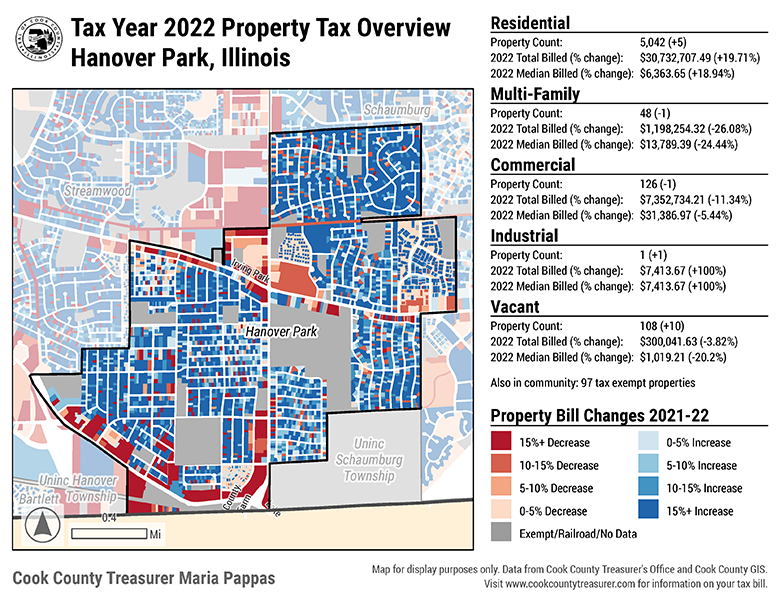 Tax Year 2022 Property Tax Overview
Hanover Park, Illinois
Schaumburg
Streamwood
Irving Park
Hanover Park
Uninc
Schaumburg
Township
Uninc Hanover
Township
Bartlett
County
Farm
0.4
Mi
Residential
Property Count: 5,042 (+5)
2022 Total Billed (% change): $30,732,707.49 (+19.71%)
2022 Median Billed (% change): $6,363.65 (+18.94%)
Multi-Family
Property Count: 48 (-1)
2022 Total Billed (% change): $1,198,254.32 (-26.08%)
2022 Median Billed (% change): $13,789.39 (-24.44%)
Commercial
Property Count: 126 (-1)
2022 Total Billed (% change): $7,352,734.21 (-11.34%)
2022 Median Billed (% change): $31,386.97 (-5.44%)
Industrial
Property Count: 1 (+1)
2022 Total Billed (% change): $7,413.67 (+100%)
2022 Median Billed (% change): $7,413.67 (+100%)
Vacant
Property Count: 108 (+10)
2022 Total Billed (% change): $300,041.63 (-3.82%)
2022 Median Billed (% change): $1,019.21 (-20.2%)
Also in community: 97 tax exempt properties
Property Bill Changes 2021-22
15%+ Decrease
10-15% Decrease
5-10% Decrease
0-5% Decrease
Exempt/Railroad/No Data
0-5% Increase
5-10% Increase
10-15% Increase
15%+ Increase
Cook County Treasurer Maria Pappas
Map for display purposes only. Data from Cook County Treasurer's Office and Cook County GIS.
Visit www.cookcountytreasurer.com for information on your tax bill.